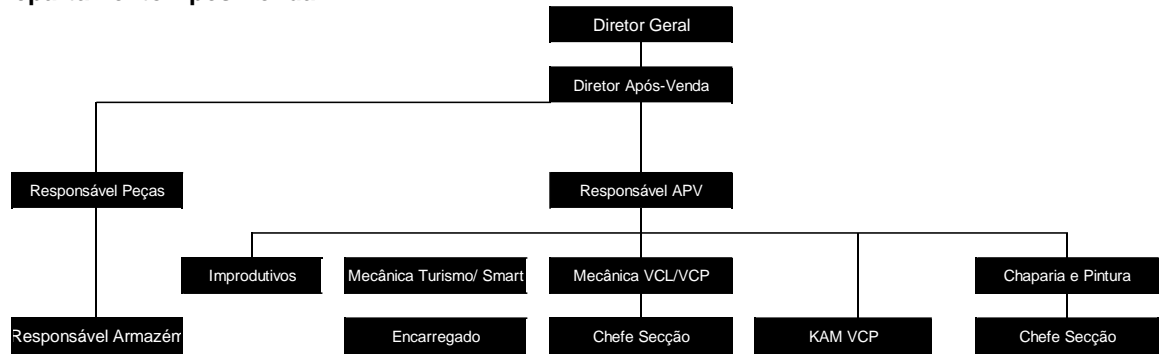 Diretor Geral
Diretor Após-Venda
Responsável Peças
Responsável APV
Improdutivos
Mecânica Turismo/ Smart
Mecânica VCL/VCP
Chaparia e Pintura
Responsável Armazém
Encarregado
Chefe Secção
KAM VCP
Chefe Secção